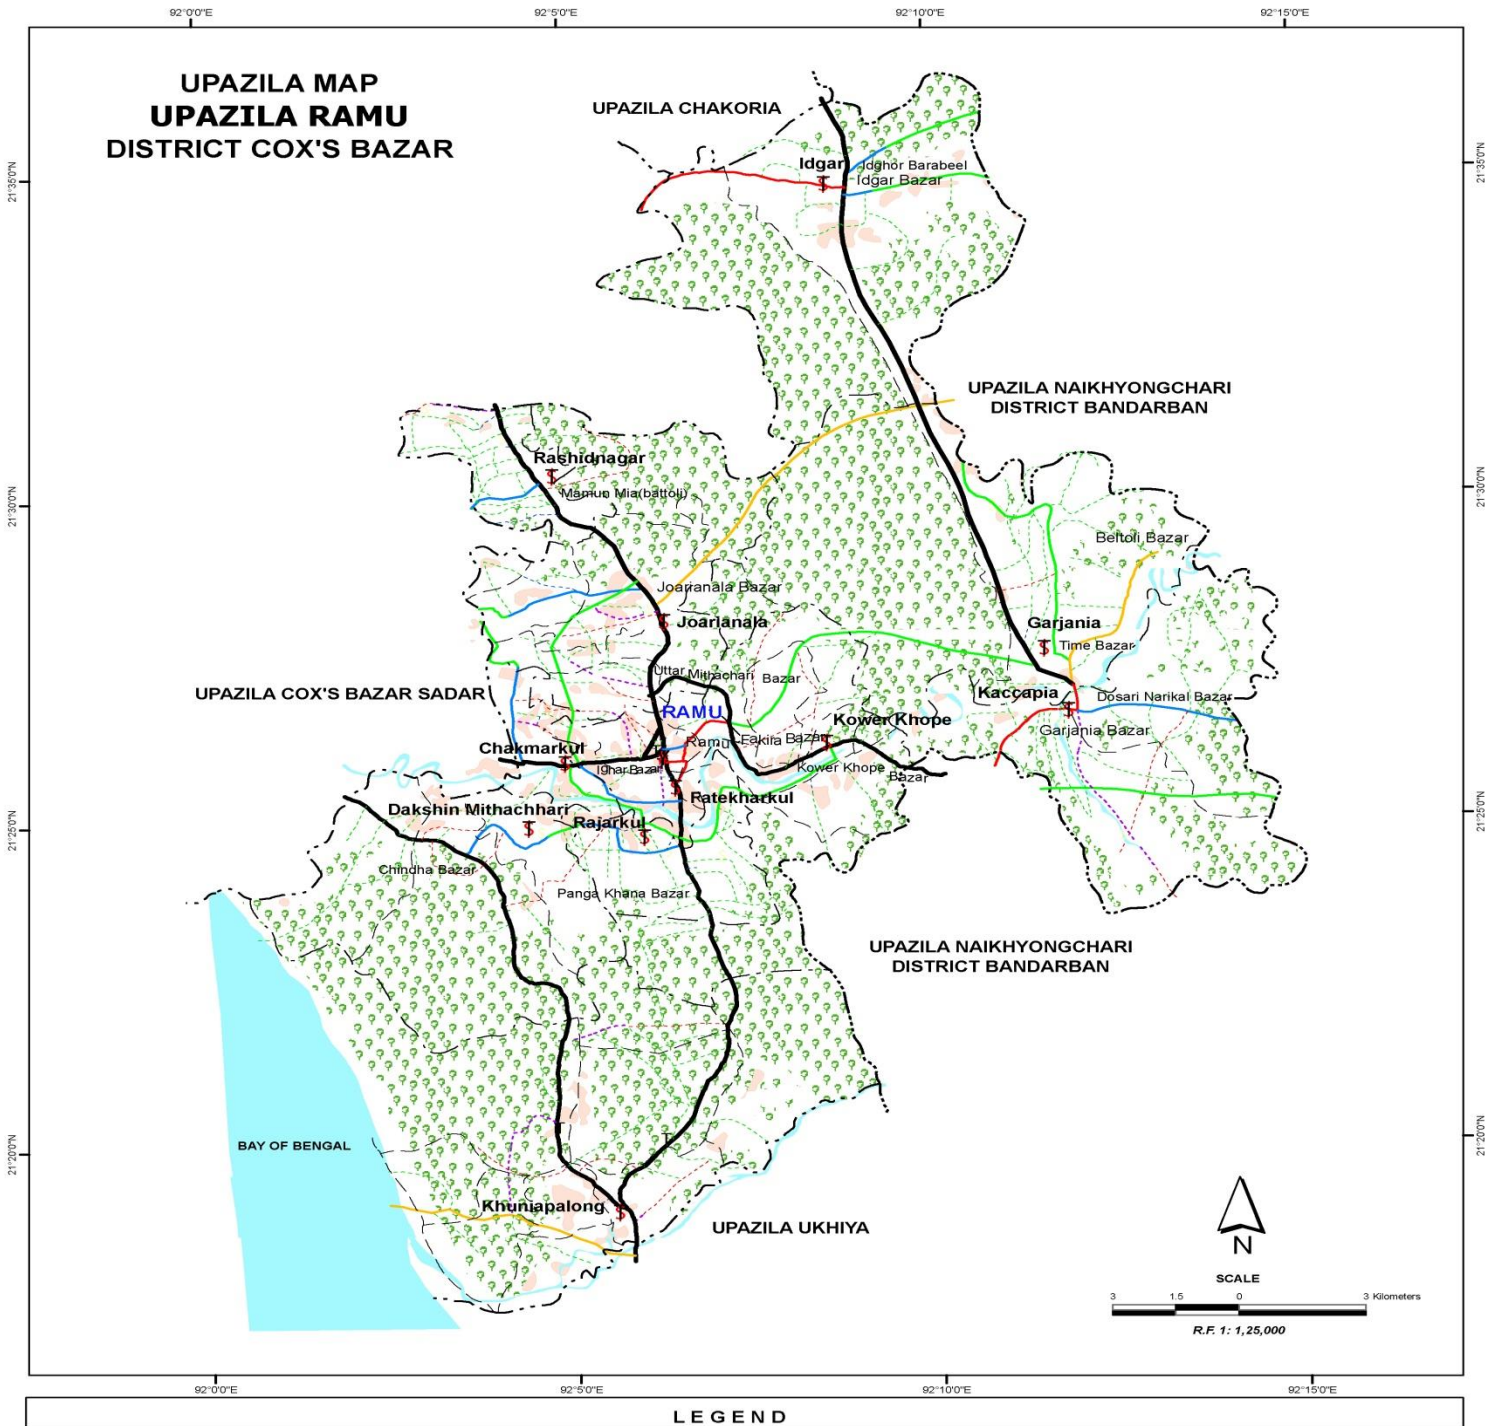 92°0'0"E
92°5'0"E
92°10'0"E
92°15'0"E
UPAZILA MAP
UPAZILA RAMU
DISTRICT COX'S BAZAR
UPAZILA CHAKORIA
21°35'0"N
21°35'0"N
Idgar
Idghor Barabeel
Idgar Bazar
UPAZILA NAIKHYONGCHARI
DISTRICT BANDARBAN
Rashidnagar
Mamun Mia(battoli)
21°30'0"N
21°30'0"N
Beltoli Bazar
Joarianala Bazar
Joarianala
Garjania
Time Bazar
Uttar Mithachari Bazar
UPAZILA COX'S BAZAR SADAR
Kaccapia
Dosari Narikal Bazar
RAMU
Kower Khope
Garjania Bazar
Ramu Fakira Bazar
Chakmarkul
Kower Khope Bazar
Ratekharkul
Dakshin Mithachhari
Rajarkul
21°25'0"N
21°25'0"N
Chindha Bazar
Panga Khana Bazar
UPAZILA NAIKHYONGCHARI
DISTRICT BANDARBAN
BAY OF BENGAL
21°20'0"N
21°20'0"N
Khuniapalong
UPAZILA UKHIYA
N
SCALE
3 1.5 0 3 Kilometers
R.F. 1: 1,25,000
92°0'0"E
92°5'0"E
92°10'0"E
92°15'0"E
LEGEND